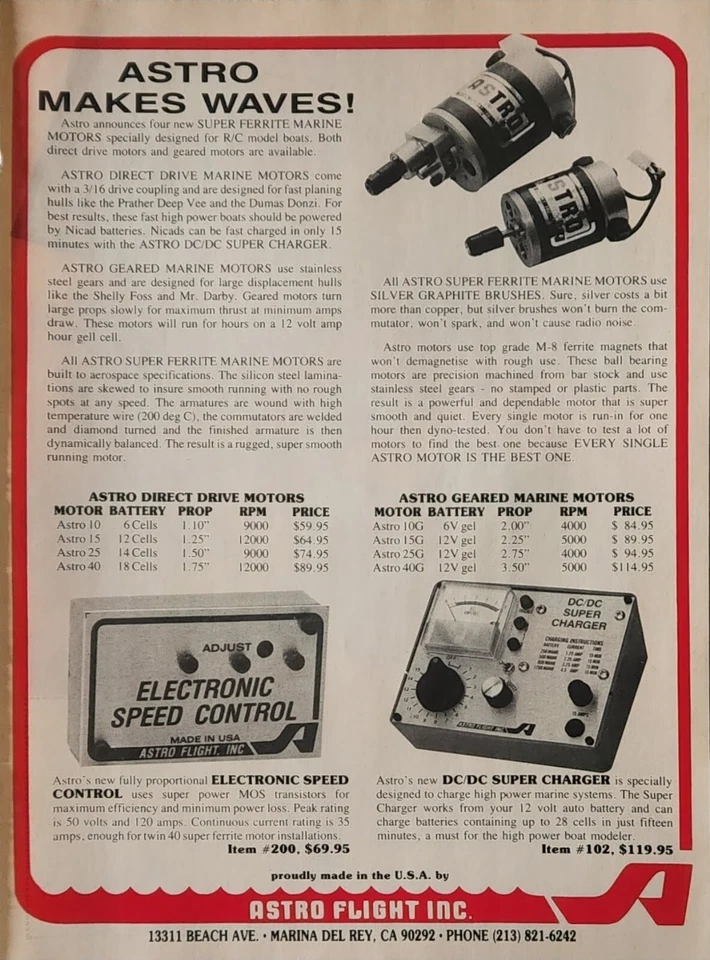 ASTRO
MAKES WAVES!
Astro announces four new SUPER FERRITE MARINE
MOTORS specially designed for R/C model boats. Both
direct drive motors and geared motors are available.
ASTRO DIRECT DRIVE MARINE MOTORS come
with a 3/16 drive coupling and are designed for fast planing
hulls like the Prather Deep Vee and the Dumas Donzi. For
best results, these fast high power boats should be powered
by Nicad batteries. Nicads can be fast charged in only 15
minutes with the ASTRO DC/DC SUPER CHARGER.
ASTRO GEARED MARINE MOTORS use stainless
steel gears and are designed for large displacement hulls
like the Shelly Foss and Mr. Darby. Geared motors turn
large props slowly for maximum thrust at minimum amps
draw. These motors will run for hours on a 12 volt amp
hour gell cell.
All ASTRO SUPER FERRITE MARINE MOTORS are
built to aerospace specifications. The silicon steel lamina-
tions are skewed to insure smooth running with no rough
spots at any speed. The armatures are wound with high
temperature wire (200 deg C), the commutators are welded
and diamond turned and the finished armature is then
dynamically balanced. The result is a rugged, super smooth
running motor.
ASTRO
ASTRO
All ASTRO SUPER FERRITE MARINE MOTORS use
SILVER GRAPHITE BRUSHES. Sure, silver costs a bit
more than copper, but silver brushes won't burn the com-
mutator, won't spark, and won't cause radio noise.
Astro motors use top grade M-8 ferrite magnets that
won't demagnetise with rough use. These ball bearing
motors are precision machined from bar stock and use
stainless steel gears - no stamped or plastic parts. The
result is a powerful and dependable motor that is super
smooth and quiet. Every single motor is run-in for one
hour then dyno-tested. You don't have to test a lot of
motors to find the best one because EVERY SINGLE
ASTRO MOTOR IS THE BEST ONE.
ASTRO DIRECT DRIVE MOTORS
MOTOR BATTERY PROP RPM PRICE
Astro 10 6 Cells 1.10" 9000 $59.95
Astro 15 12 Cells 1.25" 12000 $64.95
Astro 25 14 Cells 1.50" 9000 $74.95
Astro 40 18 Cells 1.75" 12000 $89.95
ASTRO GEARED MARINE MOTORS
MOTOR BATTERY PROP RPM PRICE
Astro 10G 6V gel 2.00" 4000 $ 84.95
Astro 15G 12V gel 2.25" 5000 $ 89.95
Astro 25G 12V gel 2.75" 4000 $ 94.95
Astro 40G 12V gel 3.50" 5000 $114.95
ADJUST
ELECTRONIC
SPEED CONTROL
MADE IN USA
ASTRO FLIGHT, INC
DC/DC
SUPER
CHARGER
CHARGING INSTRUCTIONS
BATTERY CURRENT TIME
OFF
15 AMPS
ASTRO FLIGHT INC
Astro's new fully proportional ELECTRONIC SPEED
CONTROL uses super power MOS transistors for
maximum efficiency and minimum power loss. Peak rating
is 50 volts and 120 amps. Continuous current rating is 35
amps, enough for twin 40 super ferrite motor installations.
Item #200, $69.95
Astro's new DC/DC SUPER CHARGER is specially
designed to charge high power marine systems. The Super
Charger works from your 12 volt auto battery and can
charge batteries containing up to 28 cells in just fifteen
minutes, a must for the high power boat modeler.
Item #102, $119.95
proudly made in the U.S.A. by
ASTRO FLIGHT INC.
13311 BEACH AVE. • MARINA DEL REY, CA 90292 • PHONE (213) 821-6242